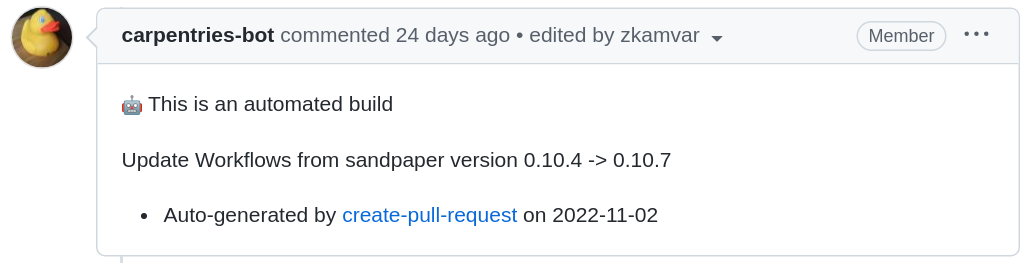 carpentries-bot commented 24 days ago • edited by zkamvar
Member
🤖 This is an automated build
Update Workflows from sandpaper version 0.10.4 -> 0.10.7
• Auto-generated by create-pull-request on 2022-11-02